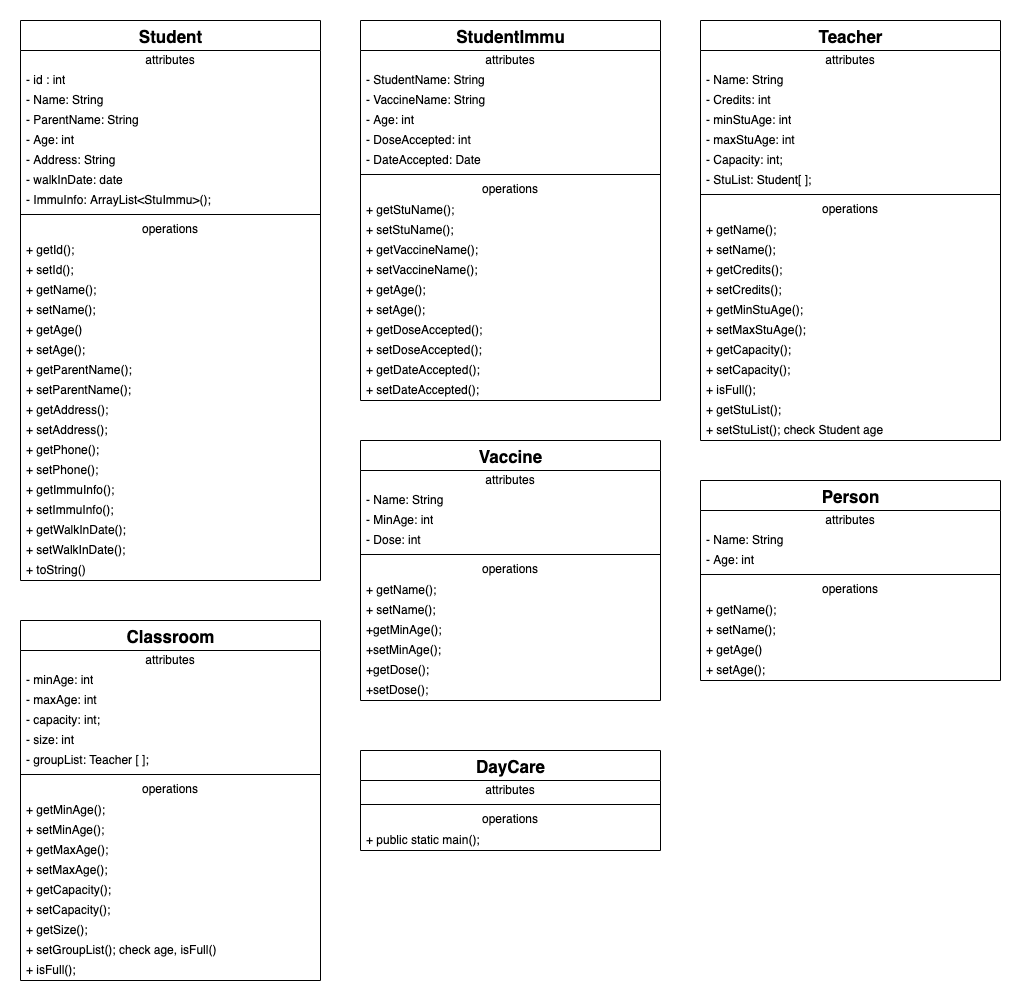 Student
attributes
- id : int
- Name: String
- ParentName: String
- Age: int
- Address: String
- walkInDate: date
- ImmuInfo: ArrayList<StuImmu>();
operations
+ getId();
+ setId();
+ getName();
+ setName();
+ getAge()
+ setAge();
+ getParentName();
+ setParentName();
+ getAddress();
+ setAddress();
+ getPhone();
+ setPhone();
+ getImmuInfo();
+ setImmuInfo();
+ getWalkInDate();
+ setWalkInDate();
+ toString()
Classroom
attributes
- minAge: int
- maxAge: int
- capacity: int;
- size: int
- groupList: Teacher [ ];
operations
+ getMinAge();
+ setMinAge();
+ getMaxAge();
+ setMaxAge();
+ getCapacity();
+ setCapacity();
+ getSize();
+ setGroupList(); check age, isFull()
+ isFull();
StudentImmu
attributes
- StudentName: String
- VaccineName: String
- Age: int
- DoseAccepted: int
- DateAccepted: Date
operations
+ getStuName();
+ setStuName();
+ getVaccineName();
+ setVaccineName();
+ getAge();
+ setAge();
+ getDoseAccepted();
+ setDoseAccepted();
+ getDateAccepted();
+ setDateAccepted();
Vaccine
attributes
- Name: String
- MinAge: int
- Dose: int
operations
+ getName();
+ setName();
+getMinAge();
+setMinAge();
+getDose();
+setDose();
DayCare
attributes
operations
+ public static main();
Teacher
attributes
- Name: String
- Credits: int
- minStuAge: int
- maxStuAge: int
- Capacity: int;
- StuList: Student[ ];
operations
+ getName();
+ setName();
+ getCredits();
+ setCredits();
+ getMinStuAge();
+ setMaxStuAge();
+ getCapacity();
+ setCapacity();
+ isFull();
+ getStuList();
+ setStuList(); check Student age
Person
attributes
- Name: String
- Age: int
operations
+ getName();
+ setName();
+ getAge()
+ setAge();